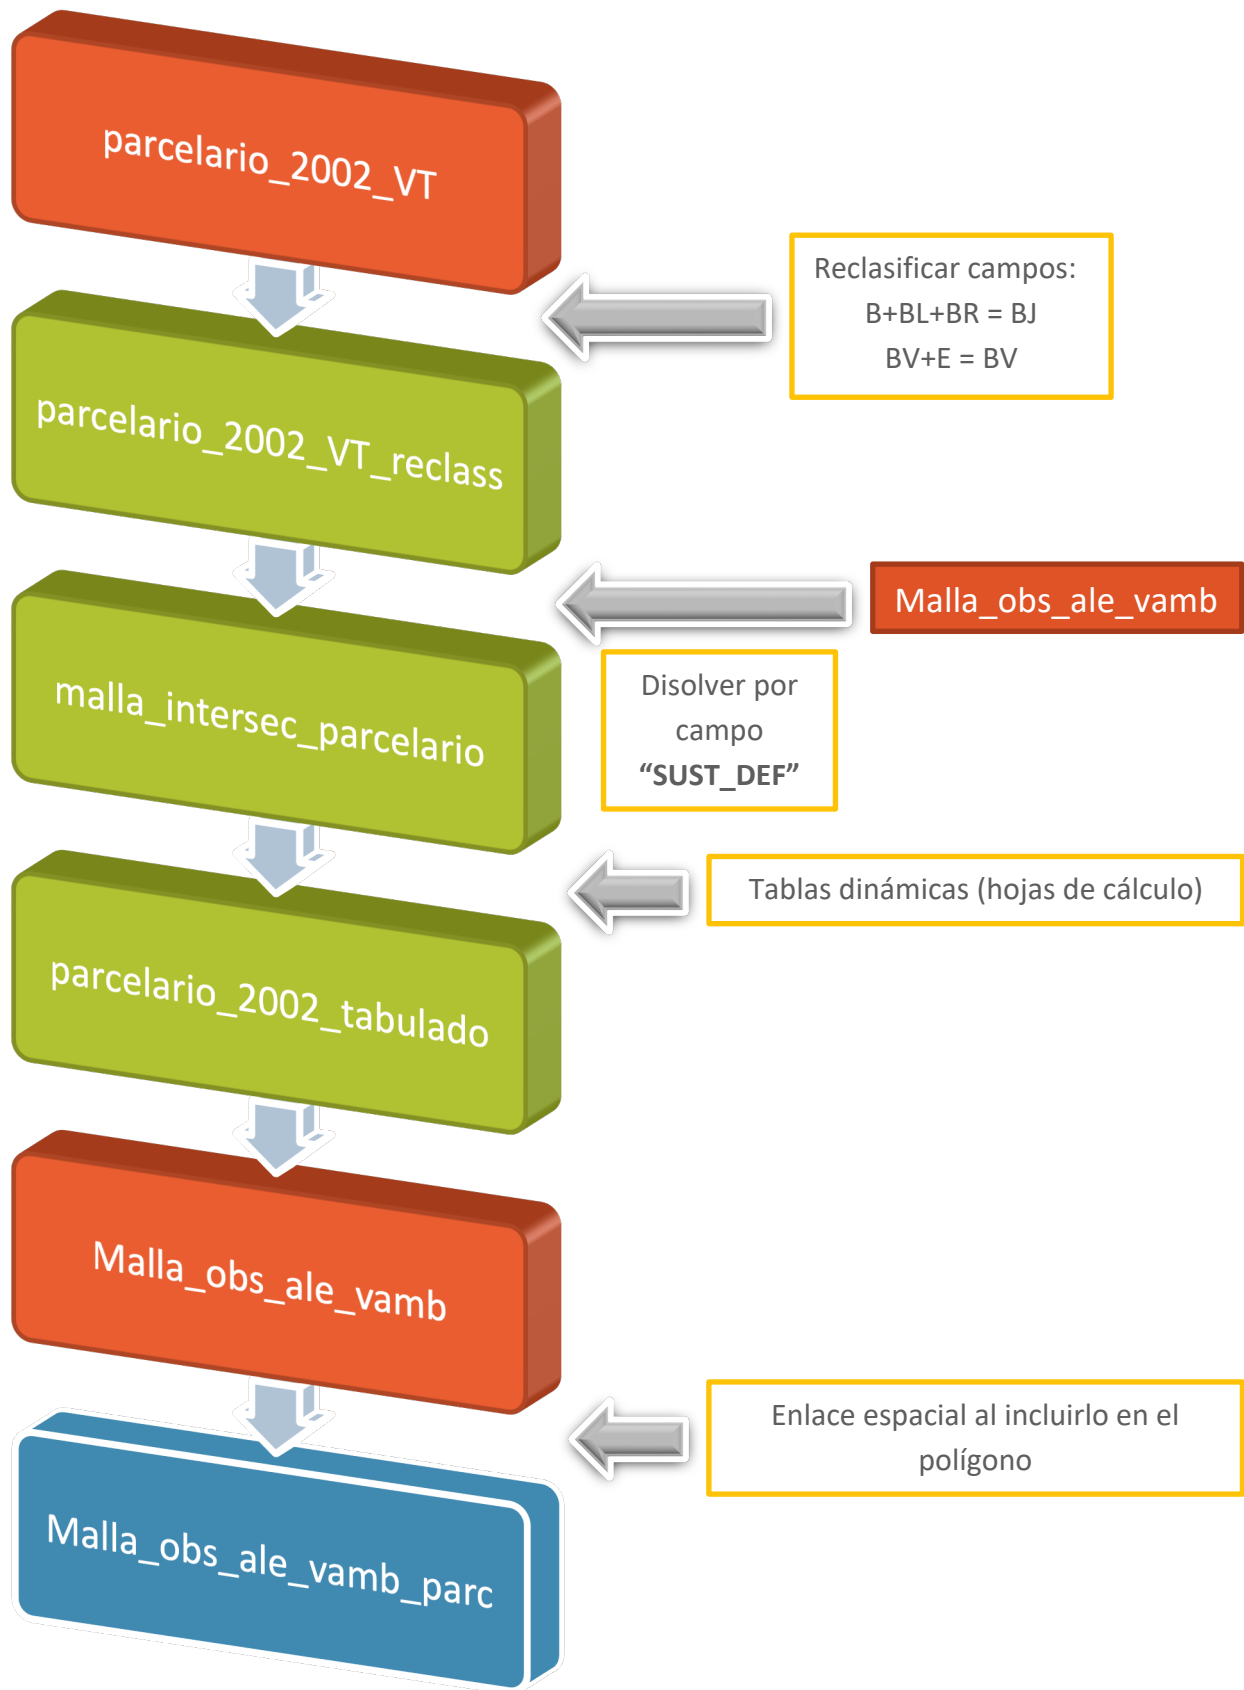 parcelario_2002_VT
Reclasificar campos:
B+BL+BR = BJ
BV+E = BV
parcelario_2002_VT_reclass
Malla_obs_ale_vamb
malla_intersec_parcelario
Disolver por
campo
“SUST_DEF”
Tablas dinámicas (hojas de cálculo)
parcelario_2002_tabulado
Malla_obs_ale_vamb
Enlace espacial al incluirlo en el
polígono
Malla_obs_ale_vamb_parc